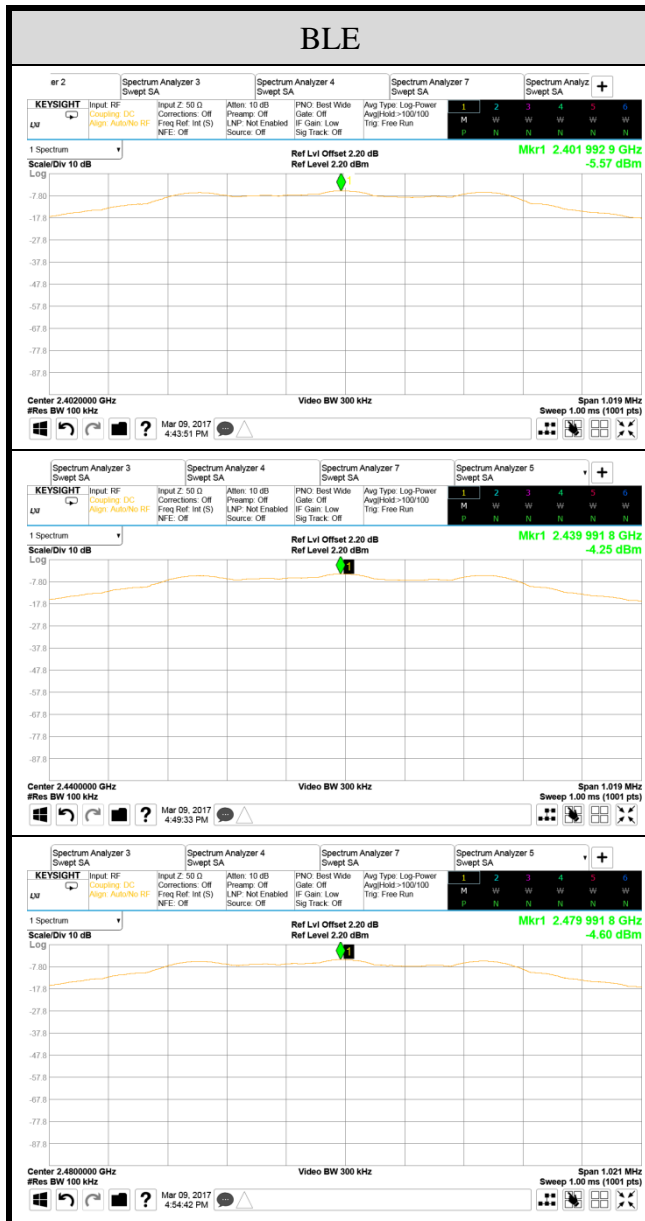 BLE
er 2 Spectrum Analyzer 3 Spectrum Analyzer 4 Spectrum Analyzer 7 Spectrum Analyz +
Swept SA Swept SA Swept SA Swept SA
KEYSIGHT Input: RF Input Z: 50 Ω Atten: 10 dB PNO: Best Wide Avg Type: Log-Power 1 2 3 4 5 6
Coupling: DC Corrections: Off Preamp: Off Gate: Off Avg|Hold:>100/100 M W W W W W
LXI Align: Auto/No RF Freq Ref: Int (S) LNP: Not Enabled IF Gain: Low Trig: Free Run
NFE: Off Source: Off Sig Track: Off P N N N N N
1 Spectrum Ref Lvl Offset 2.20 dB Mkr1 2.401 992 9 GHz
Scale/Div 10 dB Ref Level 2.20 dBm -5.57 dBm
Log
-7.80
-17.8
-27.8
-37.8
-47.8
-57.8
-67.8
-77.8
-87.8
Center 2.4020000 GHz Video BW 300 kHz Span 1.019 MHz
#Res BW 100 kHz Sweep 1.00 ms (1001 pts)
? Mar 09, 2017
4:43:51 PM
Spectrum Analyzer 3 Spectrum Analyzer 4 Spectrum Analyzer 7 Spectrum Analyzer 5 +
Swept SA Swept SA Swept SA Swept SA
KEYSIGHT Input: RF Input Z: 50 Ω Atten: 10 dB PNO: Best Wide Avg Type: Log-Power 1 2 3 4 5 6
Coupling: DC Corrections: Off Preamp: Off Gate: Off Avg|Hold:>100/100 M W W W W W
LXI Align: Auto/No RF Freq Ref: Int (S) LNP: Not Enabled IF Gain: Low Trig: Free Run
NFE: Off Source: Off Sig Track: Off P N N N N N
1 Spectrum Ref Lvl Offset 2.20 dB Mkr1 2.439 991 8 GHz
Scale/Div 10 dB Ref Level 2.20 dBm -4.25 dBm
Log 1
-7.80
-17.8
-27.8
-37.8
-47.8
-57.8
-67.8
-77.8
-87.8
Center 2.4400000 GHz Video BW 300 kHz Span 1.019 MHz
#Res BW 100 kHz Sweep 1.00 ms (1001 pts)
? Mar 09, 2017
4:49:33 PM
Spectrum Analyzer 3 Spectrum Analyzer 4 Spectrum Analyzer 7 Spectrum Analyzer 5 +
Swept SA Swept SA Swept SA Swept SA
KEYSIGHT Input: RF Input Z: 50 Ω Atten: 10 dB PNO: Best Wide Avg Type: Log-Power 1 2 3 4 5 6
Coupling: DC Corrections: Off Preamp: Off Gate: Off Avg|Hold:>100/100 M W W W W W
LXI Align: Auto/No RF Freq Ref: Int (S) LNP: Not Enabled IF Gain: Low Trig: Free Run
NFE: Off Source: Off Sig Track: Off P N N N N N
1 Spectrum Ref Lvl Offset 2.20 dB Mkr1 2.479 991 8 GHz
Scale/Div 10 dB Ref Level 2.20 dBm -4.60 dBm
Log 1
-7.80
-17.8
-27.8
-37.8
-47.8
-57.8
-67.8
-77.8
-87.8
Center 2.4800000 GHz Video BW 300 kHz Span 1.021 MHz
#Res BW 100 kHz Sweep 1.00 ms (1001 pts)
? Mar 09, 2017
4:54:42 PM